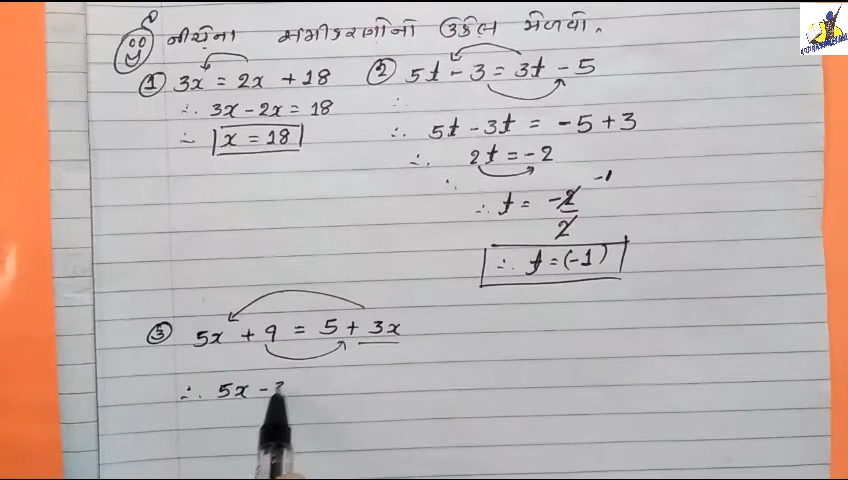 નીચેના સમીકરણોનો ઉકેલ મેળવો.
① 3x = 2x + 18
∴ 3x - 2x = 18
∴ x = 18
② 5t - 3 = 3t - 5
∴
∴ 5t - 3t = -5 + 3
∴ 2t = -2
∴
∴ t = -2/2 -1
∴ t = (-1)
③ 5x + 9 = 5 + 3x
∴ 5x -